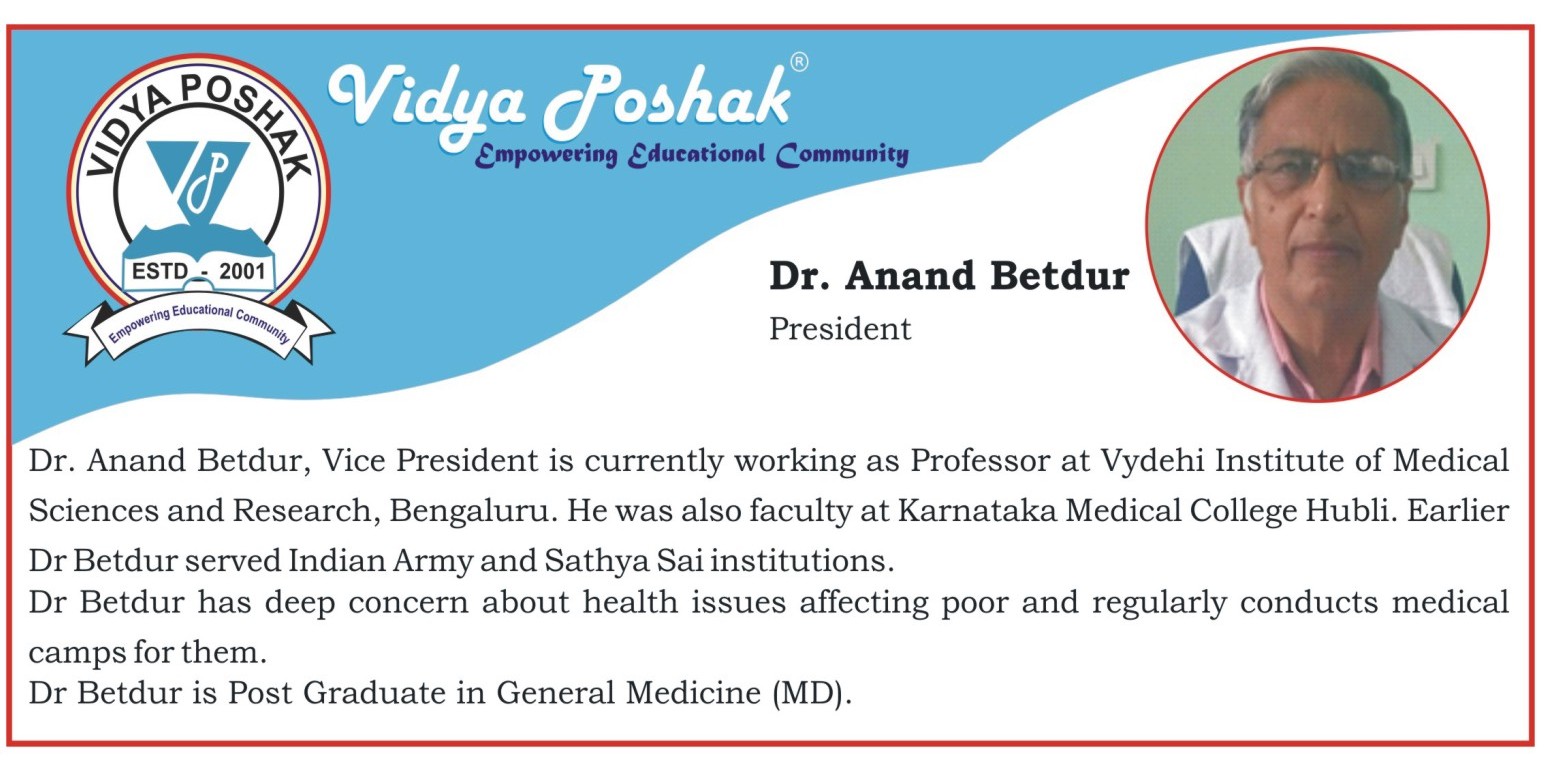 VIDYA POSHAK
VP
ESTD - 2001
Empowering Educational Community
Vidya Poshak®
Empowering Educational Community
Dr. Anand Betdur
President
Dr. Anand Betdur, Vice President is currently working as Professor at Vydehi Institute of Medical
Sciences and Research, Bengaluru. He was also faculty at Karnataka Medical College Hubli. Earlier
Dr Betdur served Indian Army and Sathya Sai institutions.
Dr Betdur has deep concern about health issues affecting poor and regularly conducts medical
camps for them.
Dr Betdur is Post Graduate in General Medicine (MD).